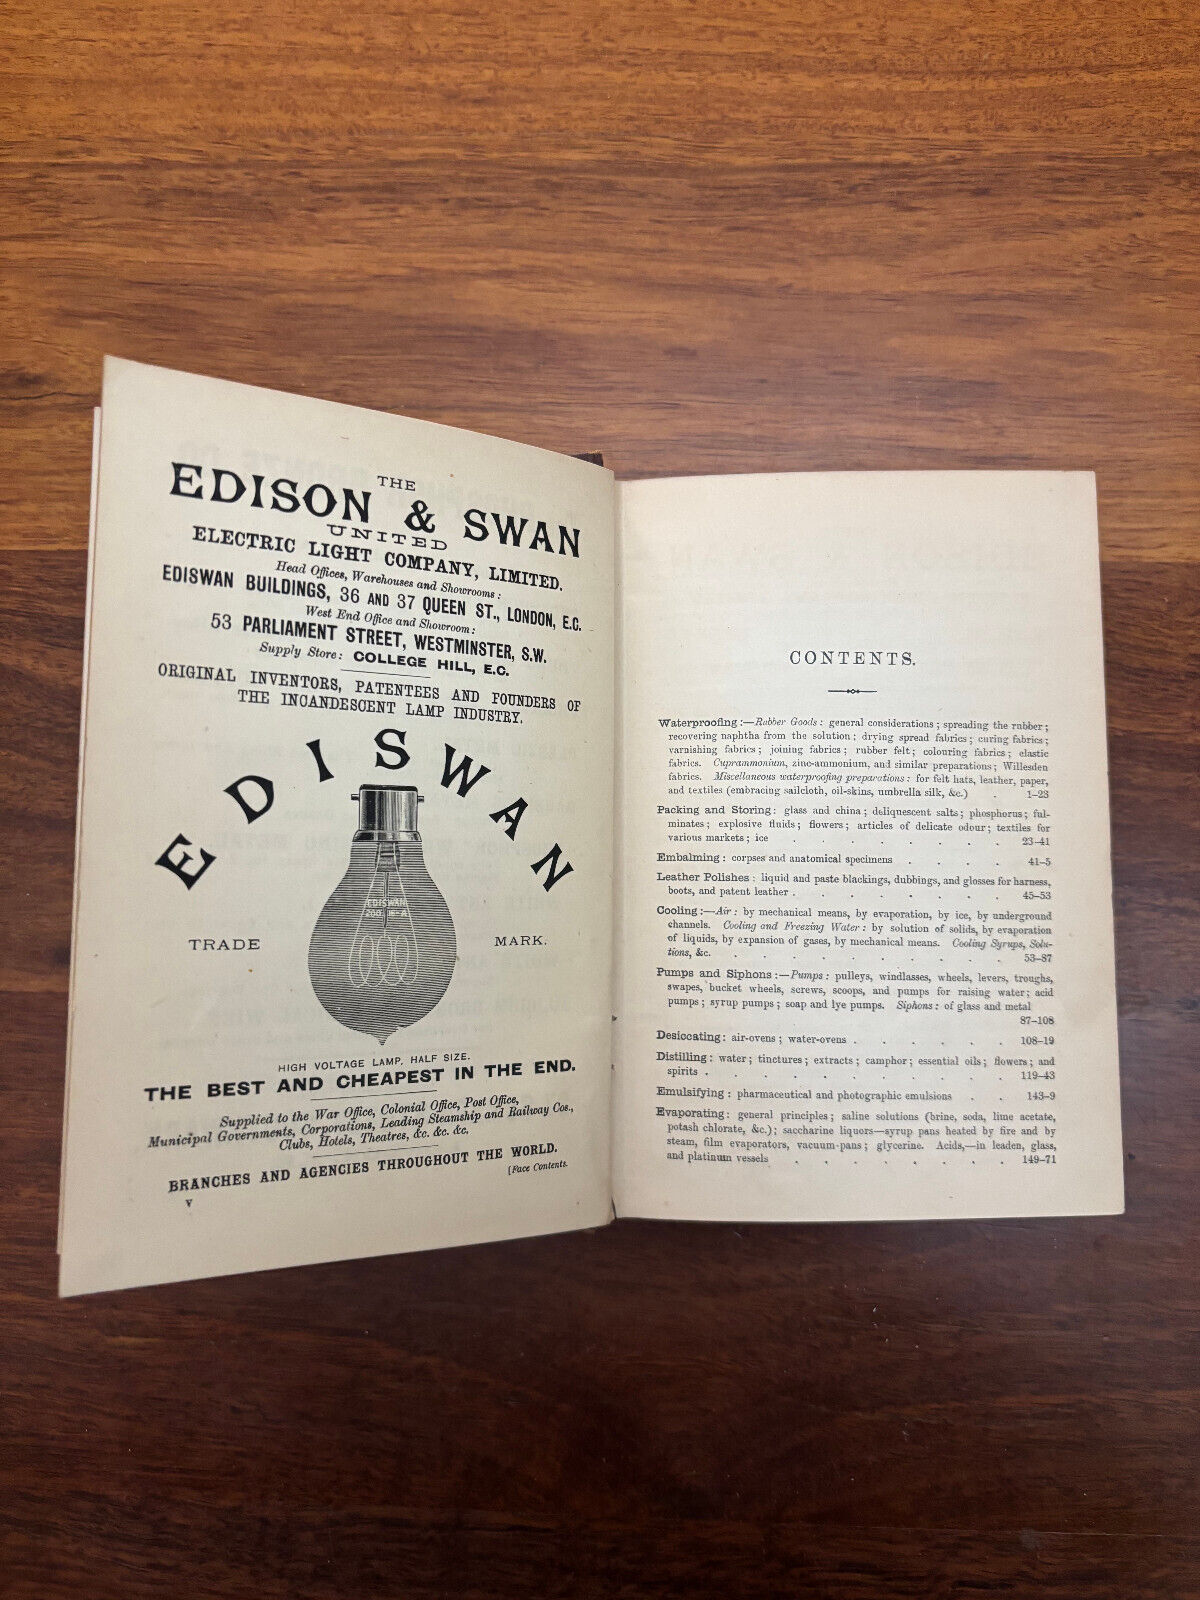 THE
EDISON & SWAN
UNITED
ELECTRIC LIGHT COMPANY, LIMITED.
Head Offices, Warehouses and Showrooms:
EDISWAN BUILDINGS, 36 AND 37 QUEEN ST., LONDON, E.C.
West End Office and Showroom:
53 PARLIAMENT STREET, WESTMINSTER, S.W.
Supply Store: COLLEGE HILL, E.C.
ORIGINAL INVENTORS, PATENTEES AND FOUNDERS OF
THE INCANDESCENT LAMP INDUSTRY.
EDISWAN
EDISWAN
200 16-A
TRADE MARK.
HIGH VOLTAGE LAMP, HALF SIZE.
THE BEST AND CHEAPEST IN THE END.
Supplied to the War Office, Colonial Office, Post Office,
Municipal Governments, Corporations, Leading Steamship and Railway Cos.,
Clubs, Hotels, Theatres, &c. &c. &c.
BRANCHES AND AGENCIES THROUGHOUT THE WORLD.
[Face Contents.
v
CONTENTS.
Waterproofing:—Rubber Goods: general considerations; spreading the rubber;
recovering naphtha from the solution; drying spread fabrics; curing fabrics;
varnishing fabrics; joining fabrics; rubber felt; colouring fabrics; elastic
fabrics. Cuprammonium, zinc-ammonium, and similar preparations; Willesden
fabrics. Miscellaneous waterproofing preparations: for felt hats, leather, paper,
and textiles (embracing sailcloth, oil-skins, umbrella silk, &c.) . 1–23
Packing and Storing: glass and china; deliquescent salts; phosphorus; ful-
minates; explosive fluids; flowers; articles of delicate odour; textiles for
various markets; ice . . . . . . . . 23–41
Embalming: corpses and anatomical specimens . . . . 41–5
Leather Polishes: liquid and paste blackings, dubbings, and glosses for harness,
boots, and patent leather . . . . . . . . 45–53
Cooling:—Air: by mechanical means, by evaporation, by ice, by underground
channels. Cooling and Freezing Water: by solution of solids, by evaporation
of liquids, by expansion of gases, by mechanical means. Cooling Syrups, Solu-
tions, &c. . . . . . . . . . . 53–87
Pumps and Siphons:—Pumps: pulleys, windlasses, wheels, levers, troughs,
swapes, bucket wheels, screws, scoops, and pumps for raising water; acid
pumps; syrup pumps; soap and lye pumps. Siphons: of glass and metal
87–108
Desiccating: air-ovens; water-ovens . . . . . . 108–19
Distilling: water; tinctures; extracts; camphor; essential oils; flowers; and
spirits . . . . . . . . . . . 119–43
Emulsifying: pharmaceutical and photographic emulsions . . 143–9
Evaporating: general principles; saline solutions (brine, soda, lime acetate,
potash chlorate, &c.); saccharine liquors—syrup pans heated by fire and by
steam, film evaporators, vacuum-pans; glycerine. Acids,—in leaden, glass,
and platinum vessels . . . . . . . . 149–71